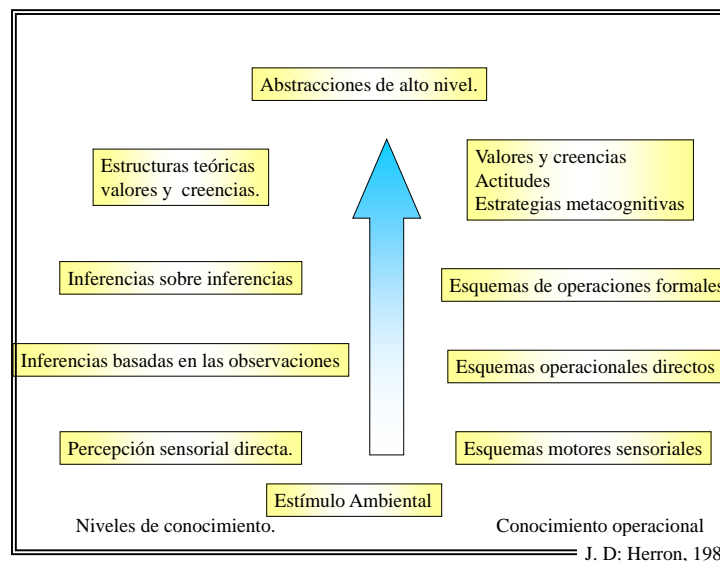 Abstracciones de alto nivel.
Estructuras teóricas
valores y creencias.
Valores y creencias
Actitudes
Estrategias metacognitivas
Inferencias sobre inferencias
Esquemas de operaciones formales
Inferencias basadas en las observaciones
Esquemas operacionales directos
Percepción sensorial directa.
Esquemas motores sensoriales
Estímulo Ambiental
Niveles de conocimiento.
Conocimiento operacional
J. D: Herron, 198